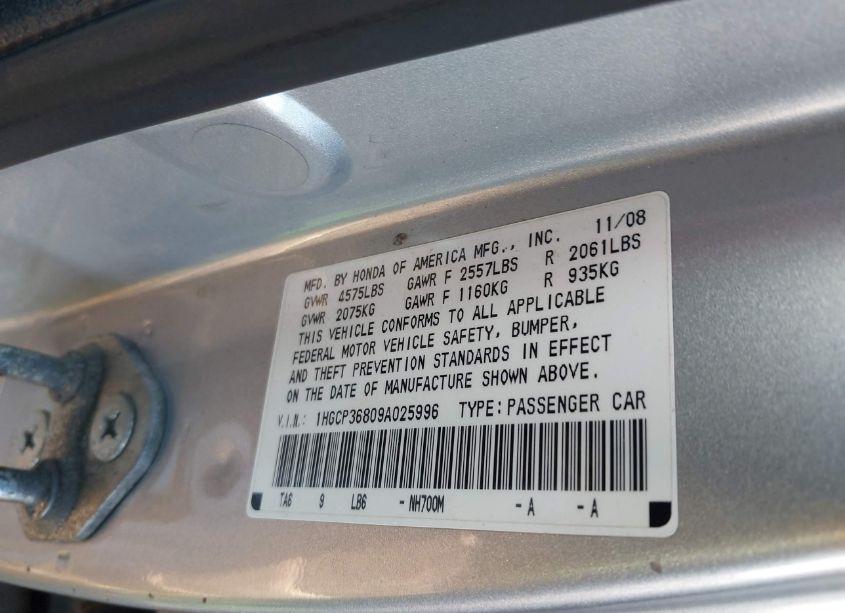 MFD. BY HONDA OF AMERICA MFG., INC. 11/08
GVWR 4575LBS GAWR F 2557LBS R 2061LBS
GVWR 2075KG GAWR F 1160KG R 935KG
THIS VEHICLE CONFORMS TO ALL APPLICABLE
FEDERAL MOTOR VEHICLE SAFETY, BUMPER,
AND THEFT PREVENTION STANDARDS IN EFFECT
ON THE DATE OF MANUFACTURE SHOWN ABOVE.
V.I.N.: 1HGCP36809A025996 TYPE: PASSENGER CAR
TA6 9 LB6 - NH700M - A - A